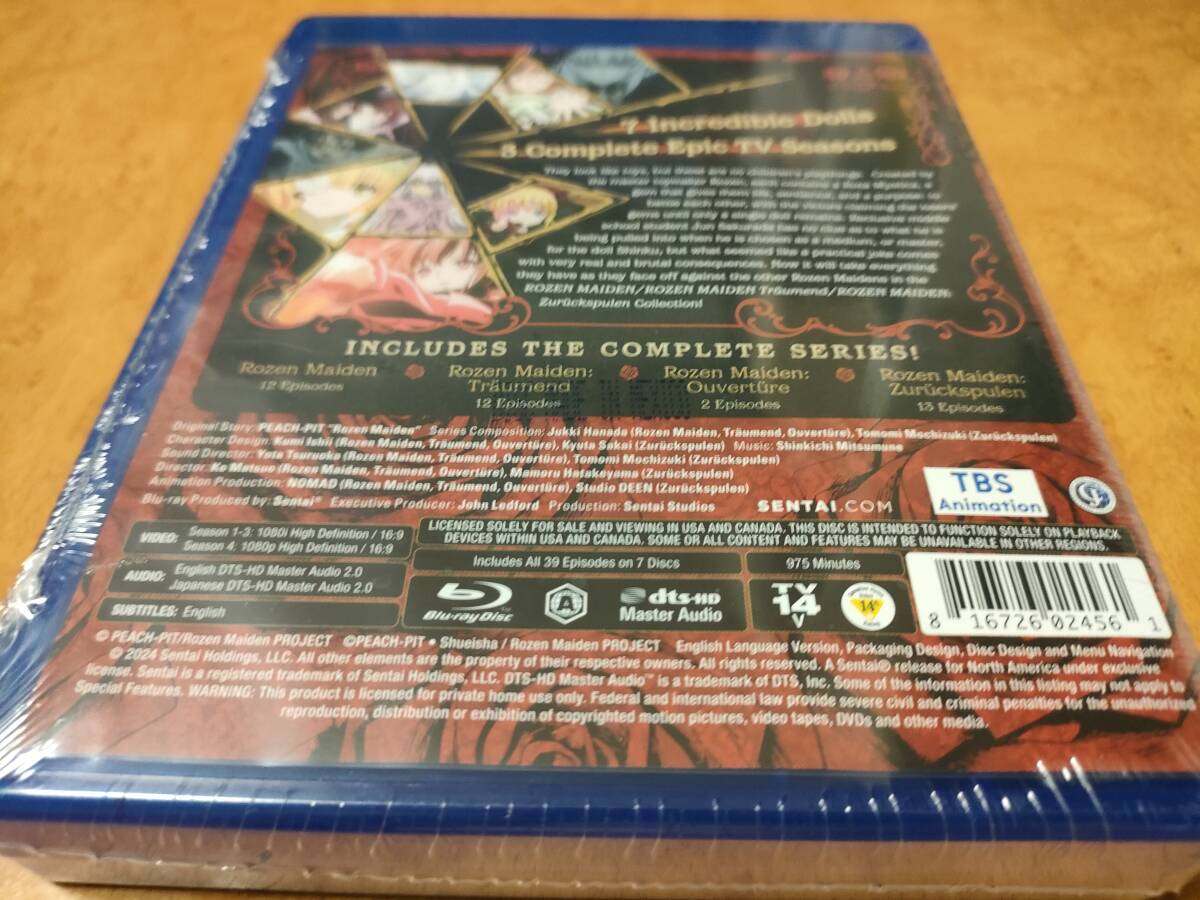 7 Incredible Dolls
3 Complete Epic TV Seasons
They look like toys, but these are no children's playthings. Created by
the master toymaker Rozen, each contains a Rosa Mystica, a
gem that gives them life,
and a purpose: to
battle each other, with the victors
gems until only a single doll remains.
middle
school student Jun Sakurada has no clue as to what he is
being pulled into when he is chosen as a medium, or master,
for the doll Shinku, but what seemed like a practical joke comes
with very real and brutal consequences. Now it will take everything
they have as they face off against the other Rozen Maidens in the
ROZEN MAIDEN/ROZEN MAIDEN Träumend/ROZEN MAIDEN:
Zurückspulen Collection!
INCLUDES THE COMPLETE SERIES!
Rozen Maiden
12 Episodes
Rozen Maiden:
Träumend
12 Episodes
Rozen Maiden:
Ouvertüre
2 Episodes
Rozen Maiden:
Zurückspulen
13 Episodes
Original Story: PEACH-PIT "Rozen Maiden" Series Composition: Jukki Hanada (Rozen Maiden, Träumend, Ouvertüre), Tomomi Mochizuki (Zurückspulen)
Character Design: Kumi Ishii (Rozen Maiden, Träumend, Ouvertüre), Kyuta Sakai (Zurückspulen) Music: Shinkichi Mitsumune
Sound Director: Yota Tsuruoka (Rozen Maiden, Träumend, Ouvertüre), Tomomi Mochizuki (Zurückspulen)
Director: Ko Matsuo (Rozen Maiden, Träumend, Ouvertüre), Mamoru Hatakeyama (Zurückspulen)
Animation Production: NOMAD (Rozen Maiden, Träumend, Ouvertüre), Studio DEEN (Zurückspulen)
Blu-ray Produced by: Sentai® Executive Producer: John Ledford Production: Sentai Studios
SENTAI.COM
TBS
Animation
VIDEO: Season 1-3: 1080i High Definition / 16:9
Season 4: 1080p High Definition / 16:9
AUDIO: English DTS-HD Master Audio 2.0
Japanese DTS-HD Master Audio 2.0
SUBTITLES: English
LICENSED SOLELY FOR SALE AND VIEWING IN USA AND CANADA. THIS DISC IS INTENDED TO FUNCTION SOLELY ON PLAYBACK
DEVICES WITHIN USA AND CANADA. SOME OR ALL CONTENT AND FEATURES MAY BE UNAVAILABLE IN OTHER REGIONS.
Includes All 39 Episodes on 7 Discs
975 Minutes
Blu-ray Disc
A
dts-HD
Master Audio
TV
14
V
14
8 16726 02456 1
© PEACH-PIT/Rozen Maiden PROJECT ©PEACH-PIT • Shueisha / Rozen Maiden PROJECT English Language Version, Packaging Design, Disc Design and Menu Navigation
© 2024 Sentai Holdings, LLC. All other elements are the property of their respective owners. All rights reserved. A Sentai® release for North America under exclusive
license. Sentai is a registered trademark of Sentai Holdings, LLC. DTS-HD Master Audio™ is a trademark of DTS, Inc. Some of the information in this listing may not apply to
Special Features. WARNING: This product is licensed for private home use only. Federal and international law provide severe civil and criminal penalties for the unauthorized
reproduction, distribution or exhibition of copyrighted motion pictures, video tapes, DVDs and other media.